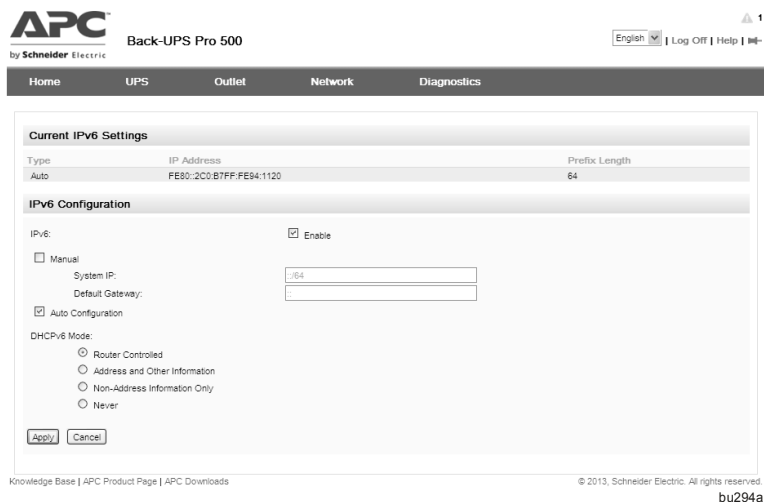 APC
by Schneider Electric
Back-UPS Pro 500
1
English | Log Off | Help |
Home UPS Outlet Network Diagnostics
Current IPv6 Settings
Type IP Address Prefix Length
Auto FE80::2C0:B7FF:FE94:1120 64
IPv6 Configuration
IPv6: Enable
Manual
System IP: ::/64
Default Gateway: ::
Auto Configuration
DHCPv6 Mode:
Router Controlled
Address and Other Information
Non-Address Information Only
Never
Apply Cancel
Knowledge Base | APC Product Page | APC Downloads © 2013, Schneider Electric. All rights reserved.
bu294a